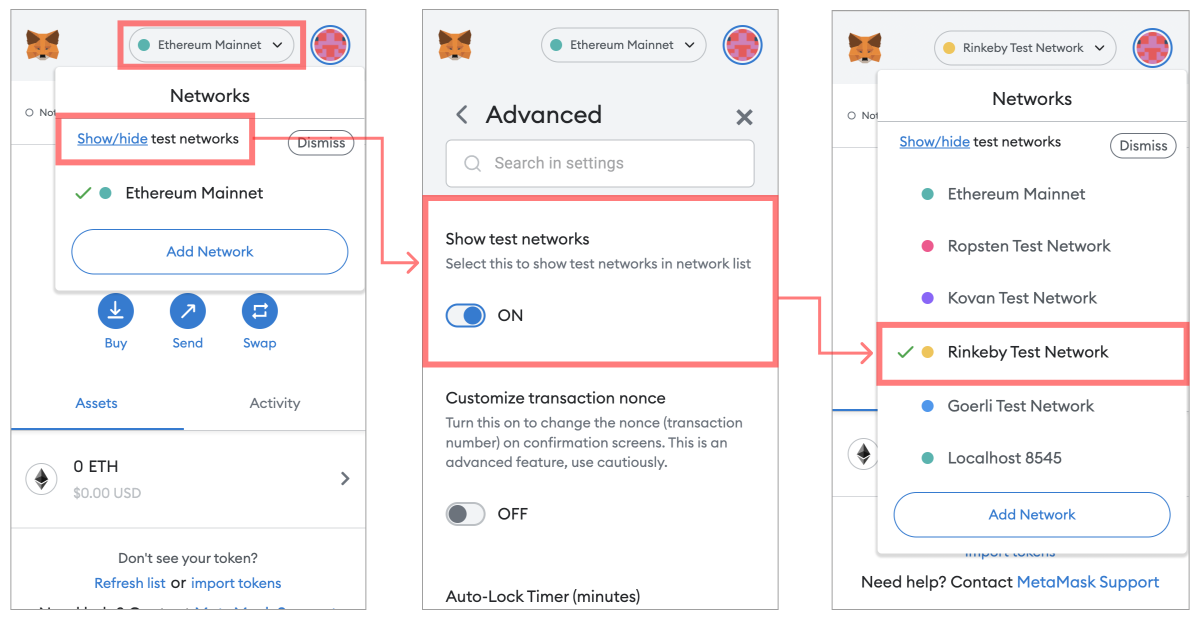 Ethereum Mainnet
Networks
Not
Show/hide test networks
Dismiss
Ethereum Mainnet
Add Network
Buy
Send
Swap
Assets
Activity
0 ETH
$0.00 USD
Don't see your token?
Refresh list or import tokens
Need help? Contact MetaMask Support
Ethereum Mainnet
Advanced
Search in settings
Show test networks
Select this to show test networks in network list
ON
Customize transaction nonce
Turn this on to change the nonce (transaction
number) on confirmation screens. This is an
advanced feature, use cautiously.
OFF
Auto-Lock Timer (minutes)
Rinkeby Test Network
Networks
Not
Show/hide test networks
Dismiss
Ethereum Mainnet
Ropsten Test Network
Kovan Test Network
Rinkeby Test Network
Goerli Test Network
Localhost 8545
Add Network
import tokens
Need help? Contact MetaMask Support